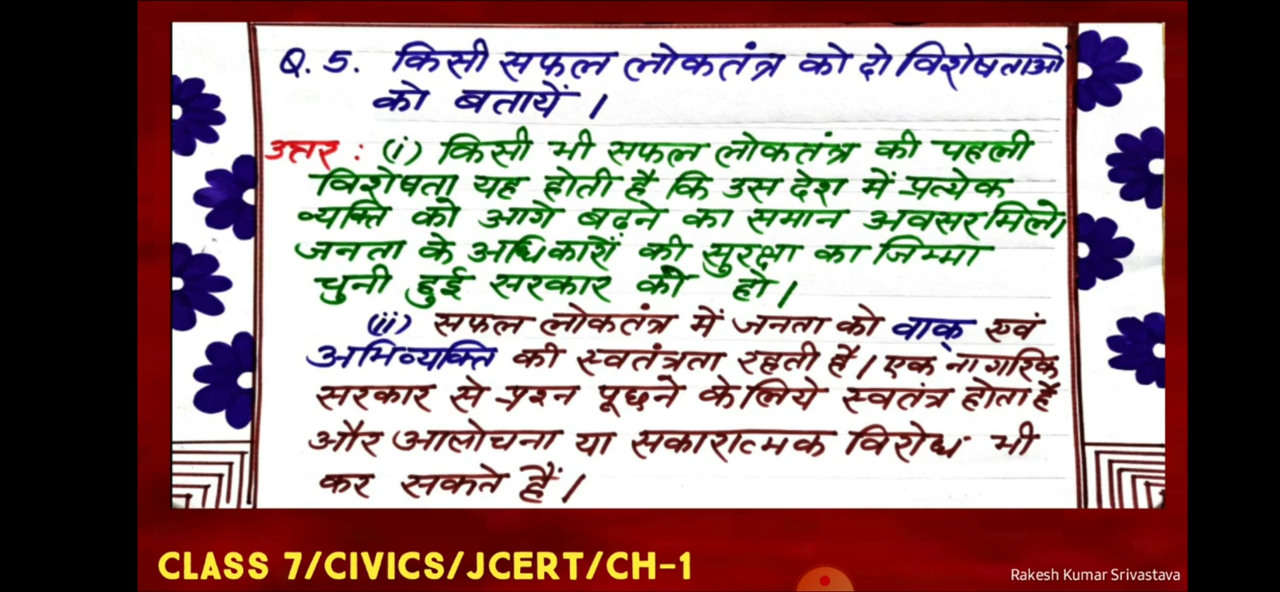 Q. 5. किसी सफल लोकतंत्र की दो विशेषताओं
को बतायें ।
उत्तर : (i) किसी भी सफल लोकतंत्र की पहली
विशेषता यह होती है कि उस देश में प्रत्येक
व्यक्ति को आगे बढ़ने का समान अवसर मिले।
जनता के अधिकारों की सुरक्षा का जिम्मा
चुनी हुई सरकार की हो।
(ii) सफल लोकतंत्र में जनता को वाक् एवं
अभिव्यक्ति की स्वतंत्रता रहती है। एक नागरिक
सरकार से प्रश्न पूछने के लिये स्वतंत्र होता है
और आलोचना या सकारात्मक विरोध भी
कर सकते हैं।
CLASS 7/CIVICS/JCERT/CH-1
Rakesh Kumar Srivastava